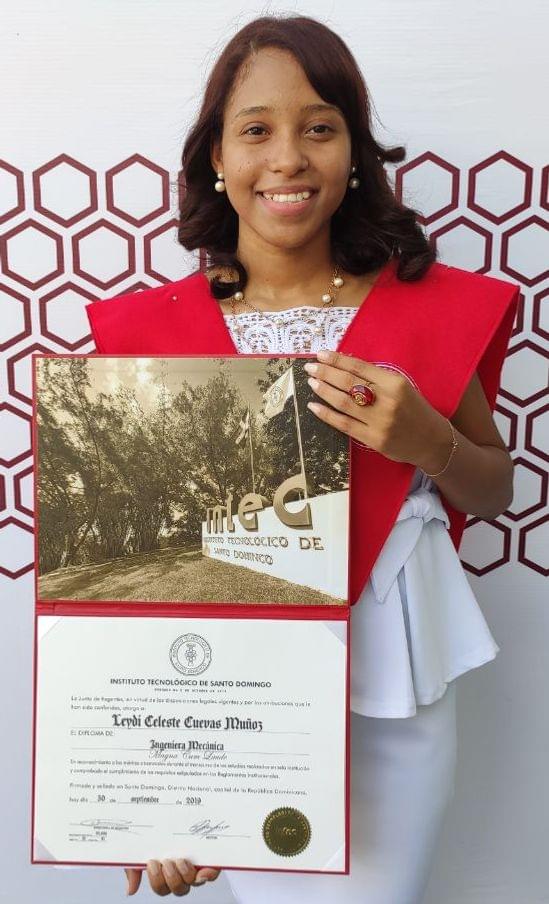 intec
INSTITUTO TECNOLÓGICO DE
SANTO DOMINGO
INSTITUTO TECNOLÓGICO DE SANTO DOMINGO
La Junta de Regentes, en virtud de las disposiciones legales vigentes y por las atribuciones que le
han sido conferidas, otorga a
Leydi Celeste Cuevas Muñoz
EL DIPLOMA DE
Ingeniera Mecánica
Magna Cum Laude
En reconocimiento a los méritos alcanzados durante el transcurso de los estudios realizados en esta institución
y comprobado el cumplimiento de los requisitos estipulados en los Reglamentos Institucionales.
Firmado y sellado en Santo Domingo, Distrito Nacional, capital de la República Dominicana,
hoy día 30 de septiembre de 2019
RECTOR